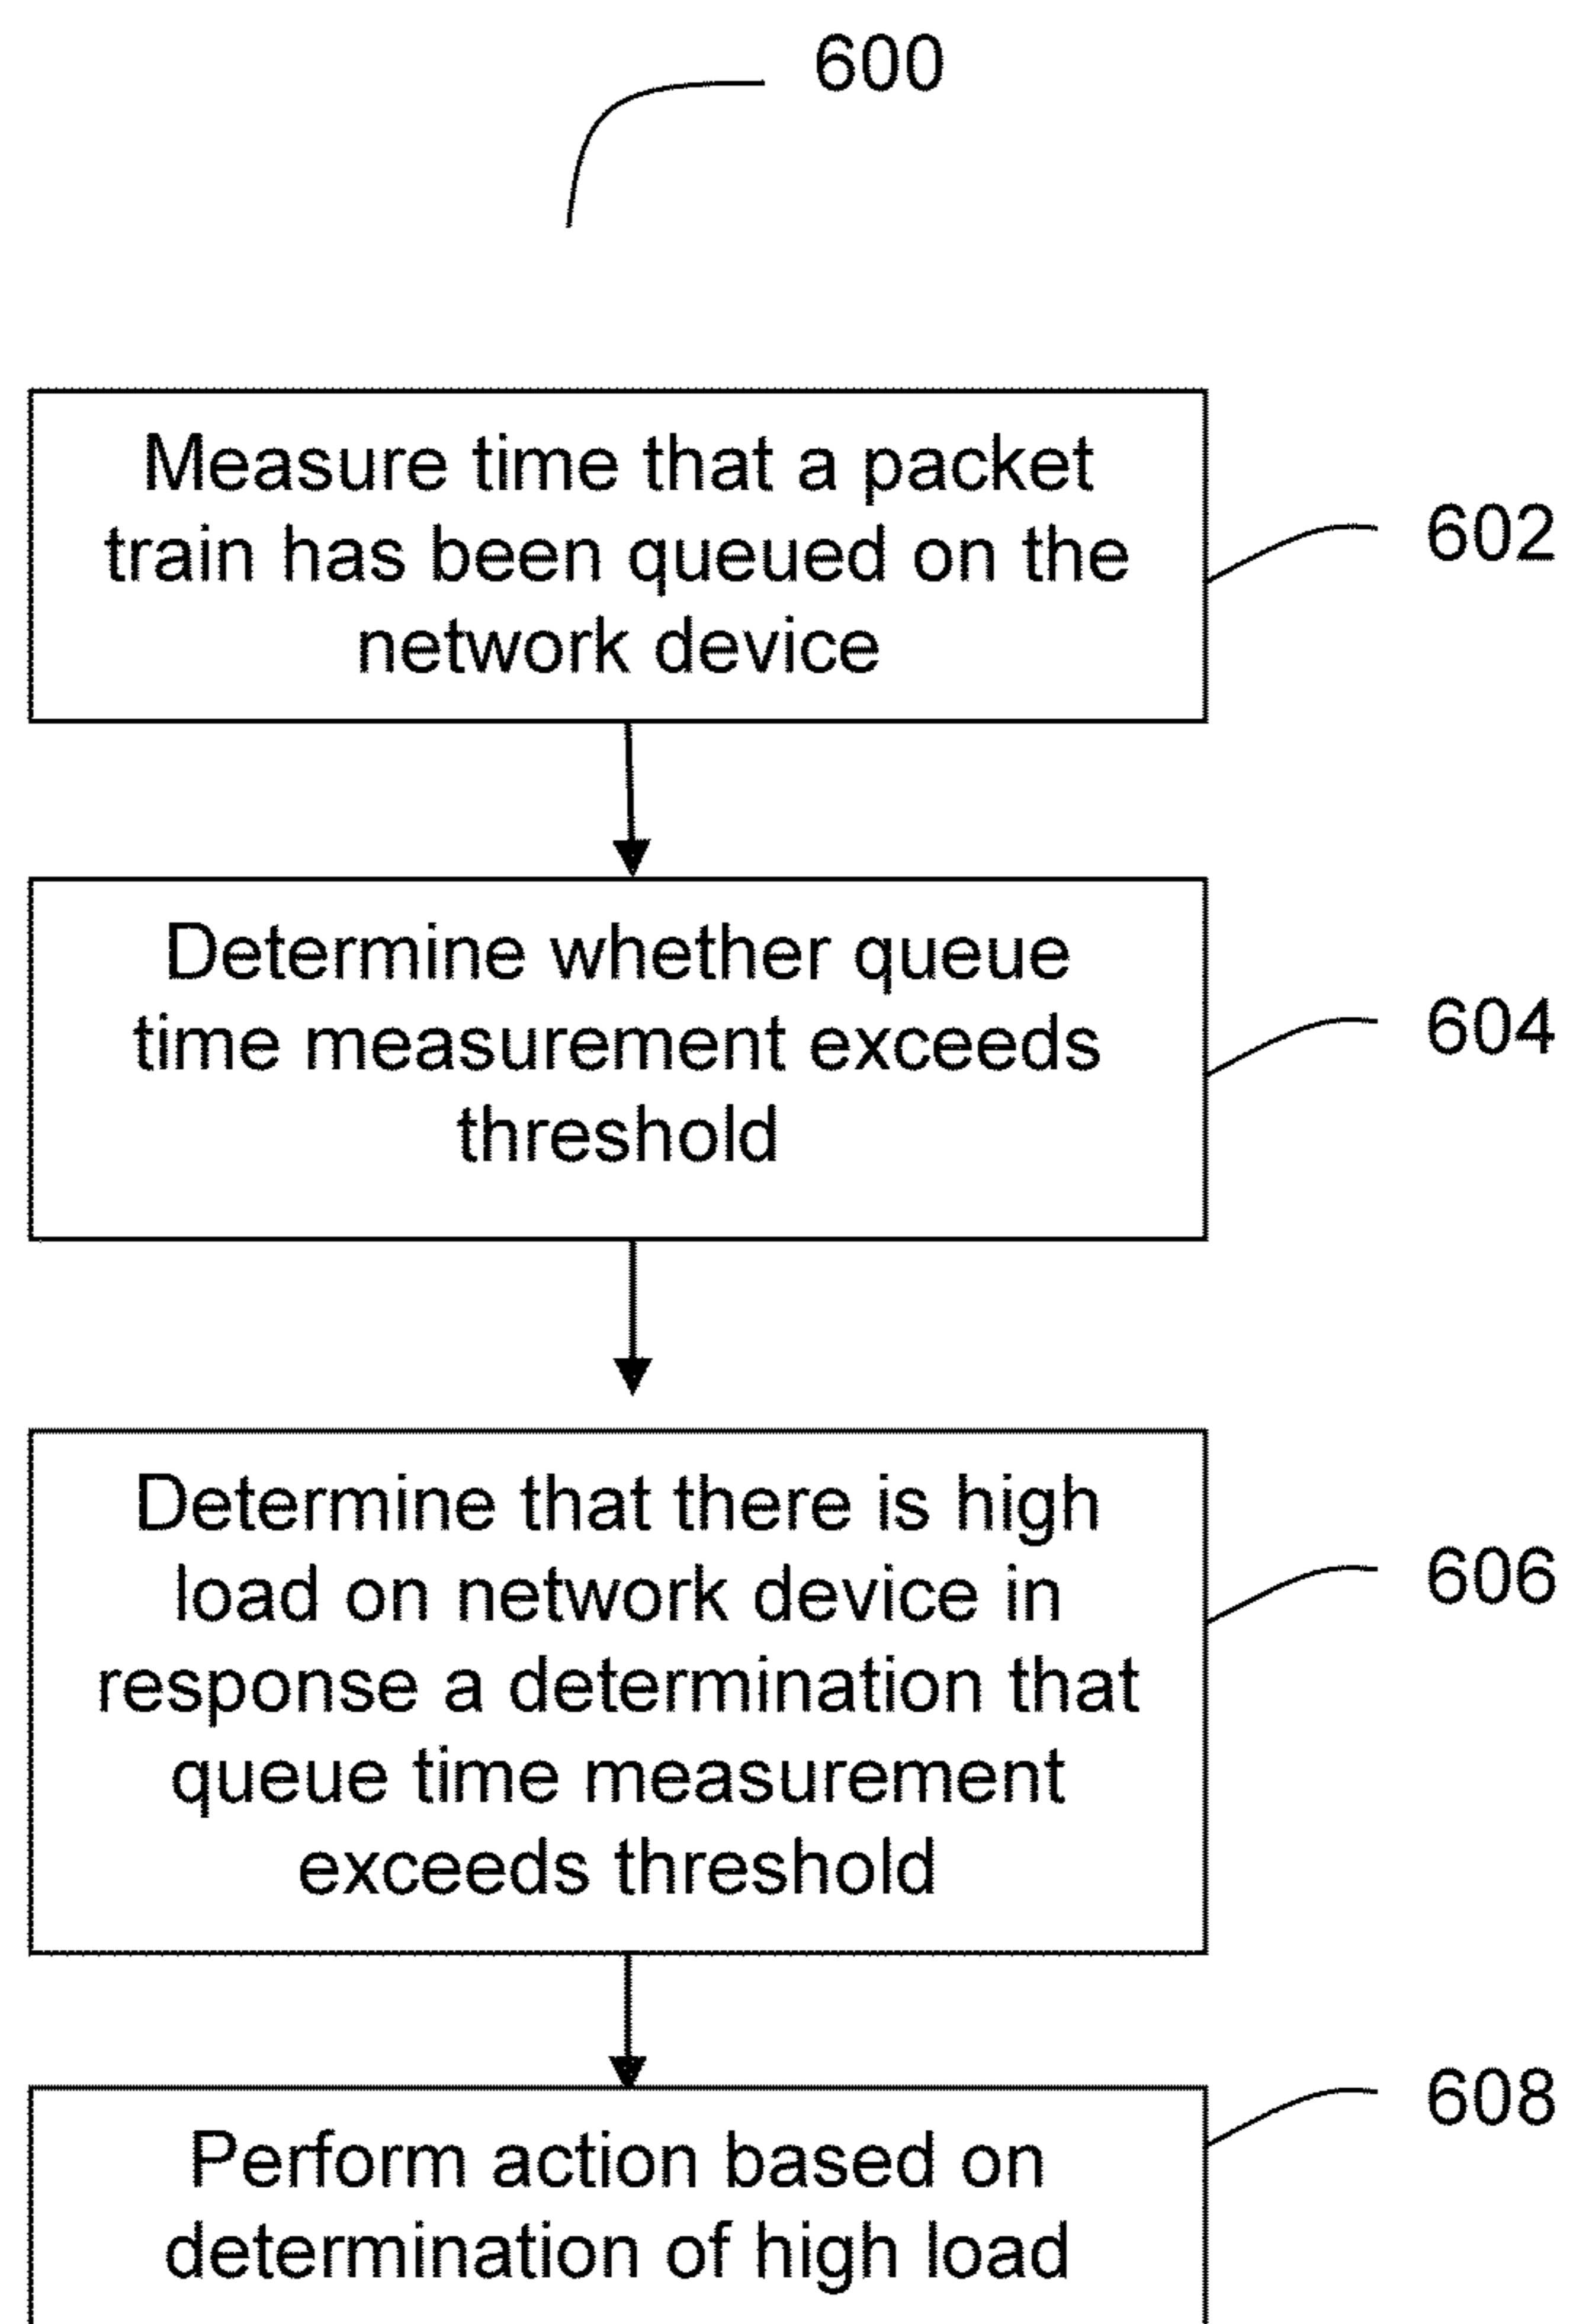 600
Measure time that a packet
train has been queued on the
network device
602
Determine whether queue
time measurement exceeds
threshold
604
Determine that there is high
load on network device in
response a determination that
queue time measurement
exceeds threshold
606
Perform action based on
determination of high load
608